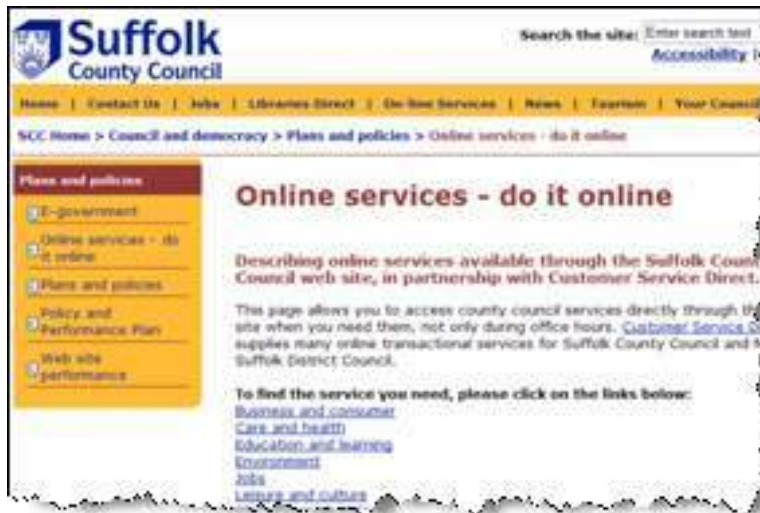 Suffolk
County Council
Search the site: Enter search text
Accessibility
Home | Contact Us | Jobs | Libraries Direct | On-line Services | News | Tourism | Your Council
SCC Home > Council and democracy > Plans and policies > Online services - do it online
Plans and policies
E-government
Online services - do
it online
Plans and policies
Policy and
Performance Plan
Web site
performance
Online services - do it online
Describing online services available through the Suffolk Coun
Council web site, in partnership with Customer Service Direct.
This page allows you to access county council services directly through th
site when you need them, not only during office hours. Customer Service D
supplies many online transactional services for Suffolk County Council and M
Suffolk District Council.
To find the service you need, please click on the links below:
Business and consumer
Care and health
Education and learning
Environment
Jobs
Leisure and culture